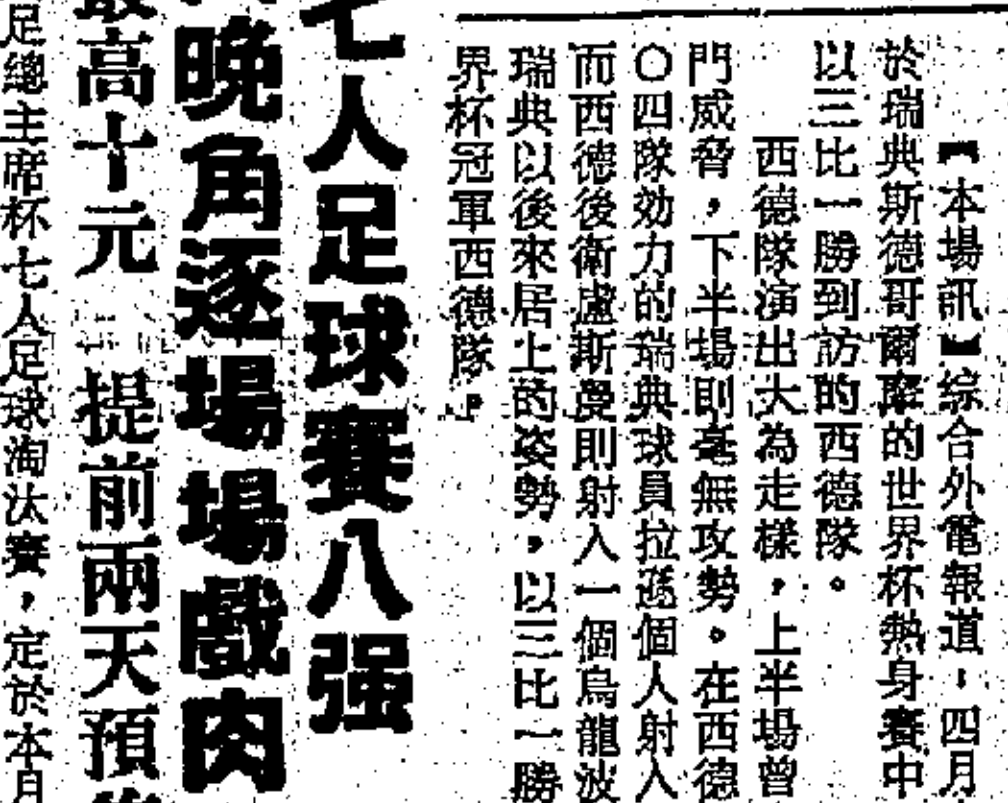 【本場訊】綜合外電報道，四月
於瑞典斯德哥爾摩的世界杯熱身賽中
以三比一勝到訪的西德隊。
西德隊演出大為走樣，上半場曾
門威脅，下半場則毫無攻勢。在西德
〇四隊効力的瑞典球員拉遜個人射入
而西德後衛盧斯曼則射入一個烏龍波
瑞典以後來居上的姿勢，以三比一勝
界杯冠軍西德隊。
七人足球賽八强
晚角逐場場戲肉
最高十元 提前兩天預
足總主席杯七人足球淘汰賽，定於本月